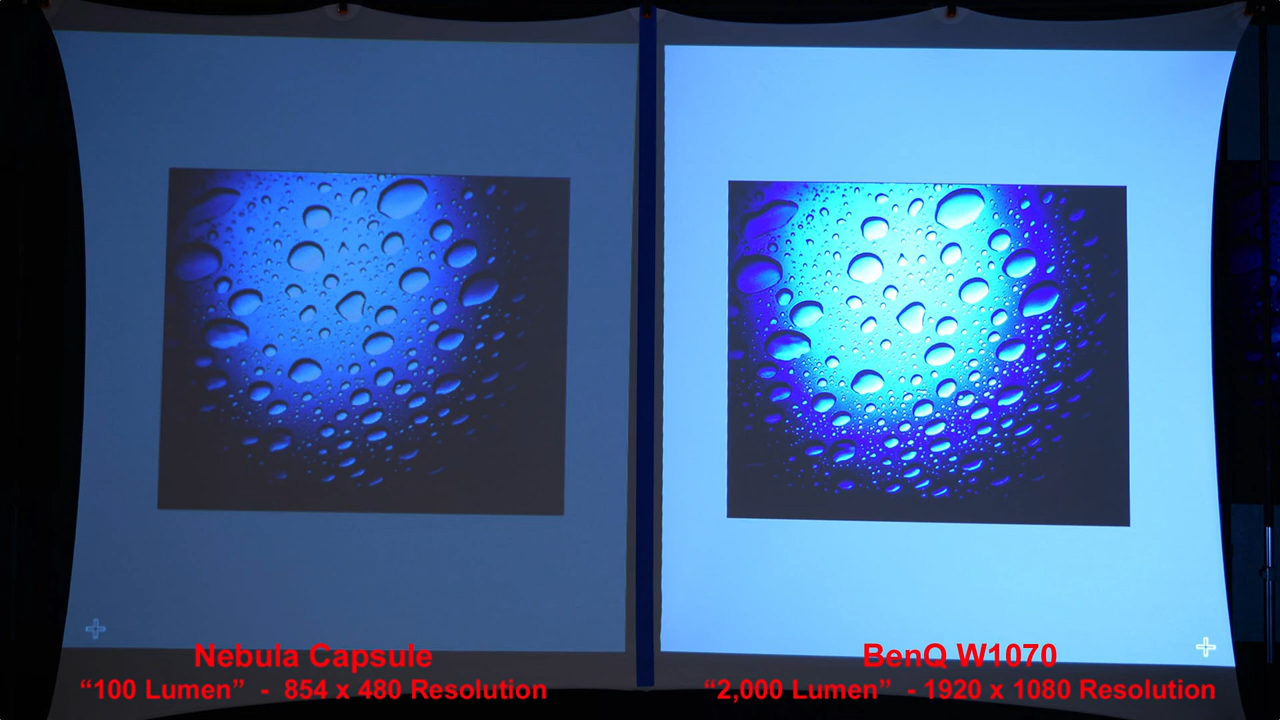 Nebula Capsule
“100 Lumen” - 854 x 480 Resolution
BenQ W1070
“2,000 Lumen” - 1920 x 1080 Resolution